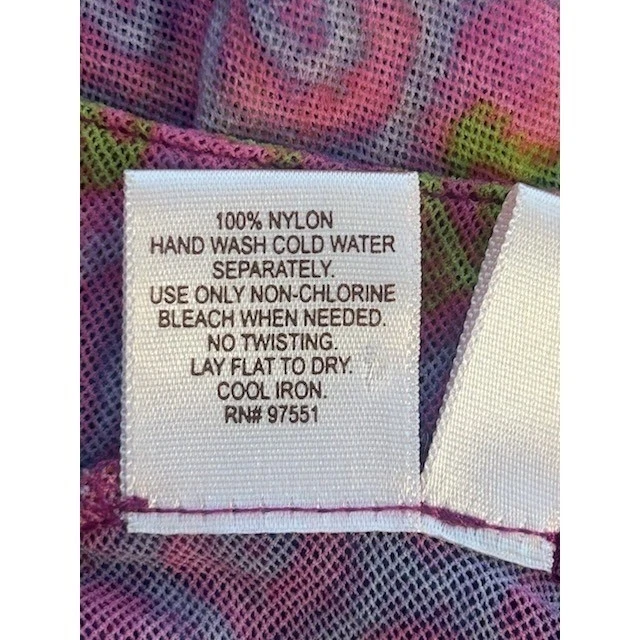 100% NYLON
HAND WASH COLD WATER
SEPARATELY.
USE ONLY NON-CHLORINE
BLEACH WHEN NEEDED.
NO TWISTING.
LAY FLAT TO DRY.
COOL IRON.
RN# 97551